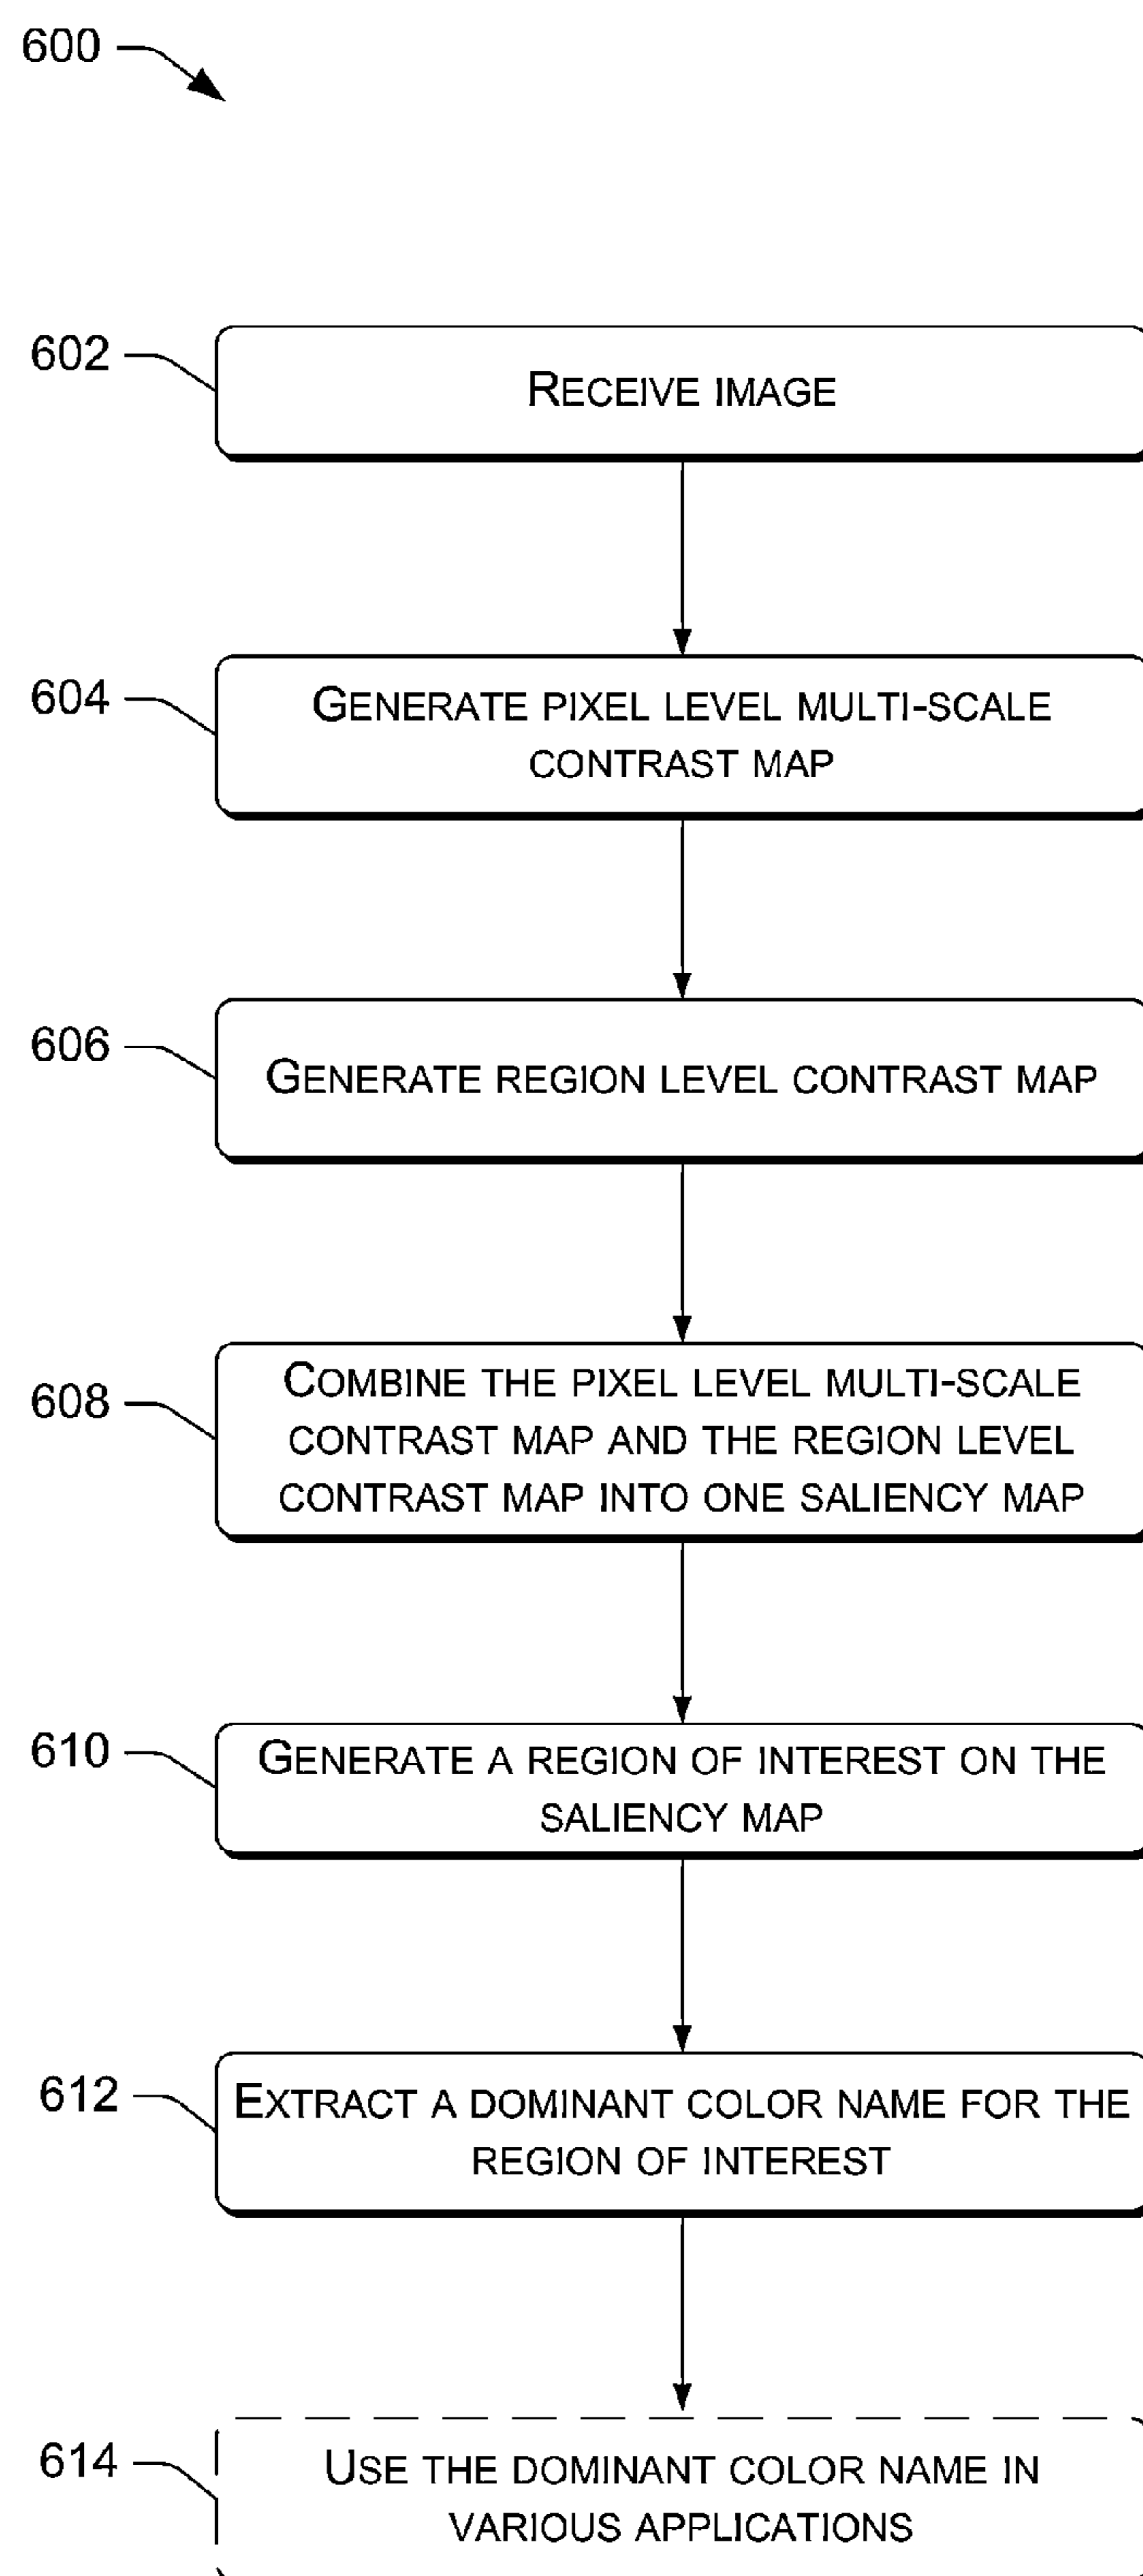 600
602
RECEIVE IMAGE
604
GENERATE PIXEL LEVEL MULTI-SCALE
CONTRAST MAP
606
GENERATE REGION LEVEL CONTRAST MAP
608
COMBINE THE PIXEL LEVEL MULTI-SCALE
CONTRAST MAP AND THE REGION LEVEL
CONTRAST MAP INTO ONE SALIENCY MAP
610
GENERATE A REGION OF INTEREST ON THE
SALIENCY MAP
612
EXTRACT A DOMINANT COLOR NAME FOR THE
REGION OF INTEREST
614
USE THE DOMINANT COLOR NAME IN
VARIOUS APPLICATIONS